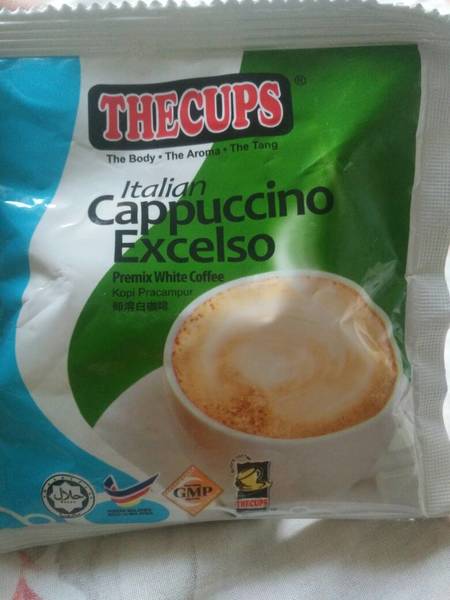 THECUPS ®
The Body • The Aroma • The Tang
Italian
Cappuccino
Excelso
Premix White Coffee
Kopi Pracampur
即溶白咖啡
حلال
GMP
THECUPS